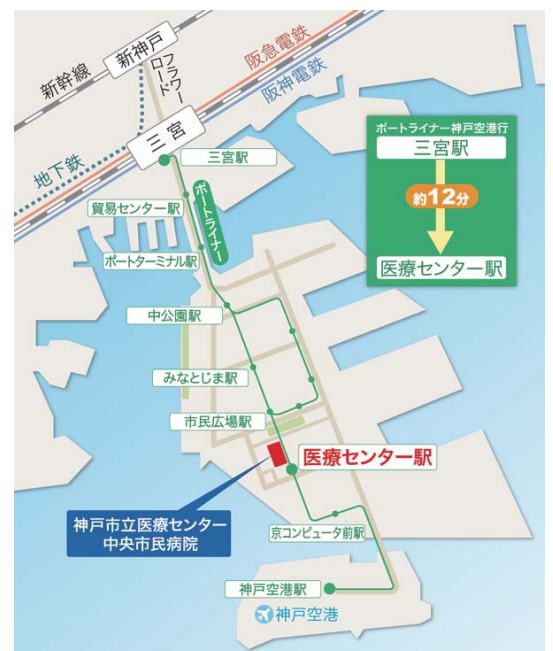 新神戸
フラワー
ロード
新幹線
阪急電鉄
阪神電鉄
三宮
地下鉄
三宮駅
ポートライナー
貿易センター駅
ポートターミナル駅
中公園駅
みなとじま駅
市民広場駅
医療センター駅
神戸市立医療センター
中央市民病院
京コンピュータ前駅
神戸空港駅
神戸空港
ポートライナー神戸空港行
三宮駅
約12分
医療センター駅